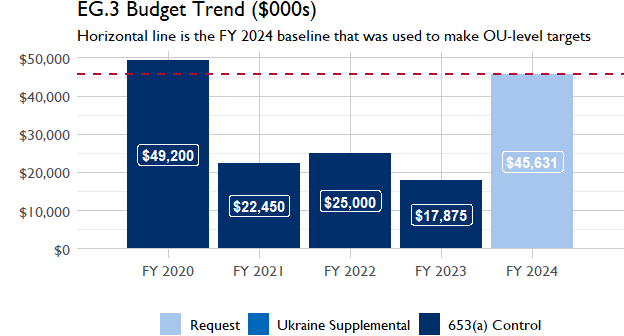 EG.3 Budget Trend ($000s)
Horizontal line is the FY 2024 baseline that was used to make OU-level targets
$50,000
$40,000
$30,000
$20,000
$10,000
$0
$49,200
$22,450
$25,000
$17,875
$45,631
FY 2020 FY 2021 FY 2022 FY 2023 FY 2024
Request Ukraine Supplemental 653(a) Control